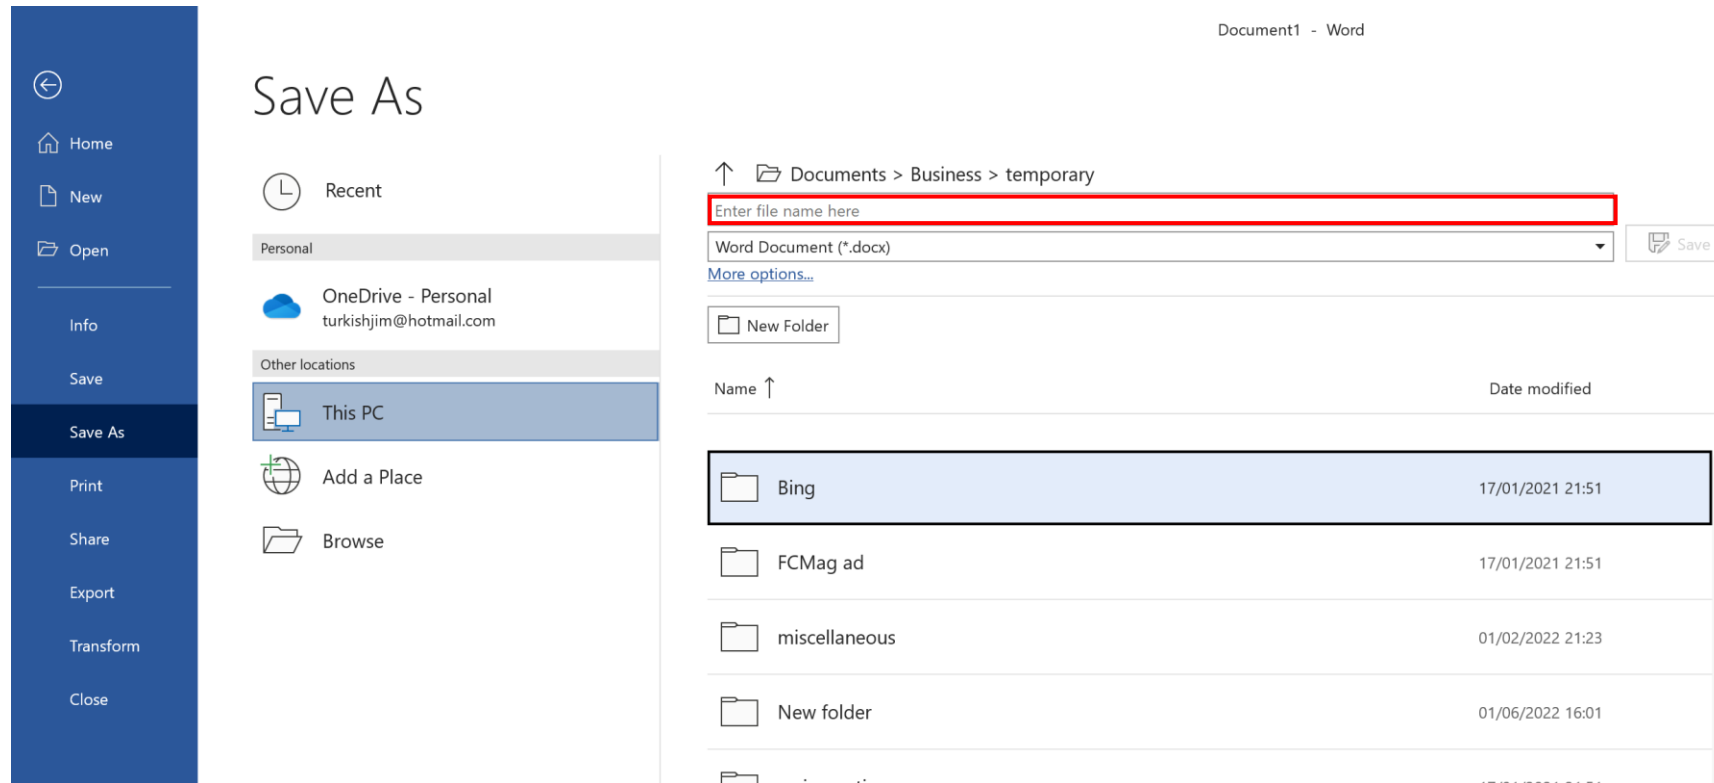 Document1 - Word
Save As
Home
New
Open
Info
Save
Save As
Print
Share
Export
Transform
Close
Recent
Personal
OneDrive - Personal
turkishjim@hotmail.com
Other locations
This PC
Add a Place
Browse
Documents > Business > temporary
Enter file name here
Word Document (*.docx)
Save
More options...
New Folder
Name Date modified
Bing 17/01/2021 21:51
FCMag ad 17/01/2021 21:51
miscellaneous 01/02/2022 21:23
New folder 01/06/2022 16:01